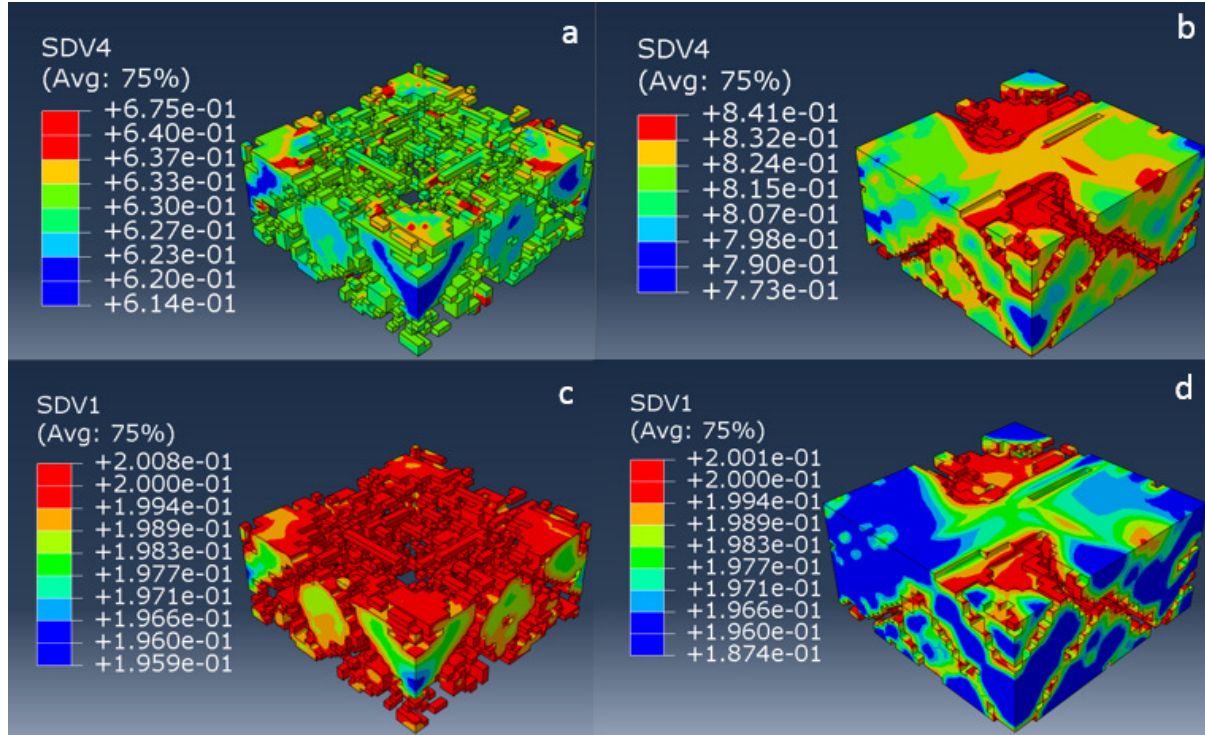 a
SDV4
(Avg: 75%)
+6.75e-01
+6.40e-01
+6.37e-01
+6.33e-01
+6.30e-01
+6.27e-01
+6.23e-01
+6.20e-01
+6.14e-01
b
SDV4
(Avg: 75%)
+8.41e-01
+8.32e-01
+8.24e-01
+8.15e-01
+8.07e-01
+7.98e-01
+7.90e-01
+7.73e-01
c
SDV1
(Avg: 75%)
+2.008e-01
+2.000e-01
+1.994e-01
+1.989e-01
+1.983e-01
+1.977e-01
+1.971e-01
+1.966e-01
+1.960e-01
+1.959e-01
d
SDV1
(Avg: 75%)
+2.001e-01
+2.000e-01
+1.994e-01
+1.989e-01
+1.983e-01
+1.977e-01
+1.971e-01
+1.966e-01
+1.960e-01
+1.874e-01